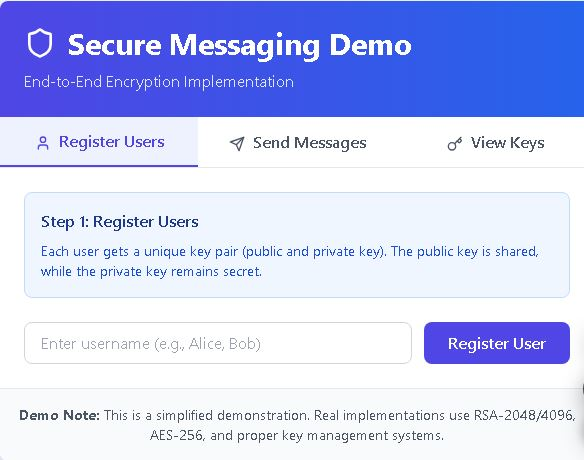 Secure Messaging Demo
End-to-End Encryption Implementation
Register Users
Send Messages
View Keys
Step 1: Register Users
Each user gets a unique key pair (public and private key). The public key is shared,
while the private key remains secret.
Enter username (e.g., Alice, Bob)
Register User
Demo Note: This is a simplified demonstration. Real implementations use RSA-2048/4096,
AES-256, and proper key management systems.